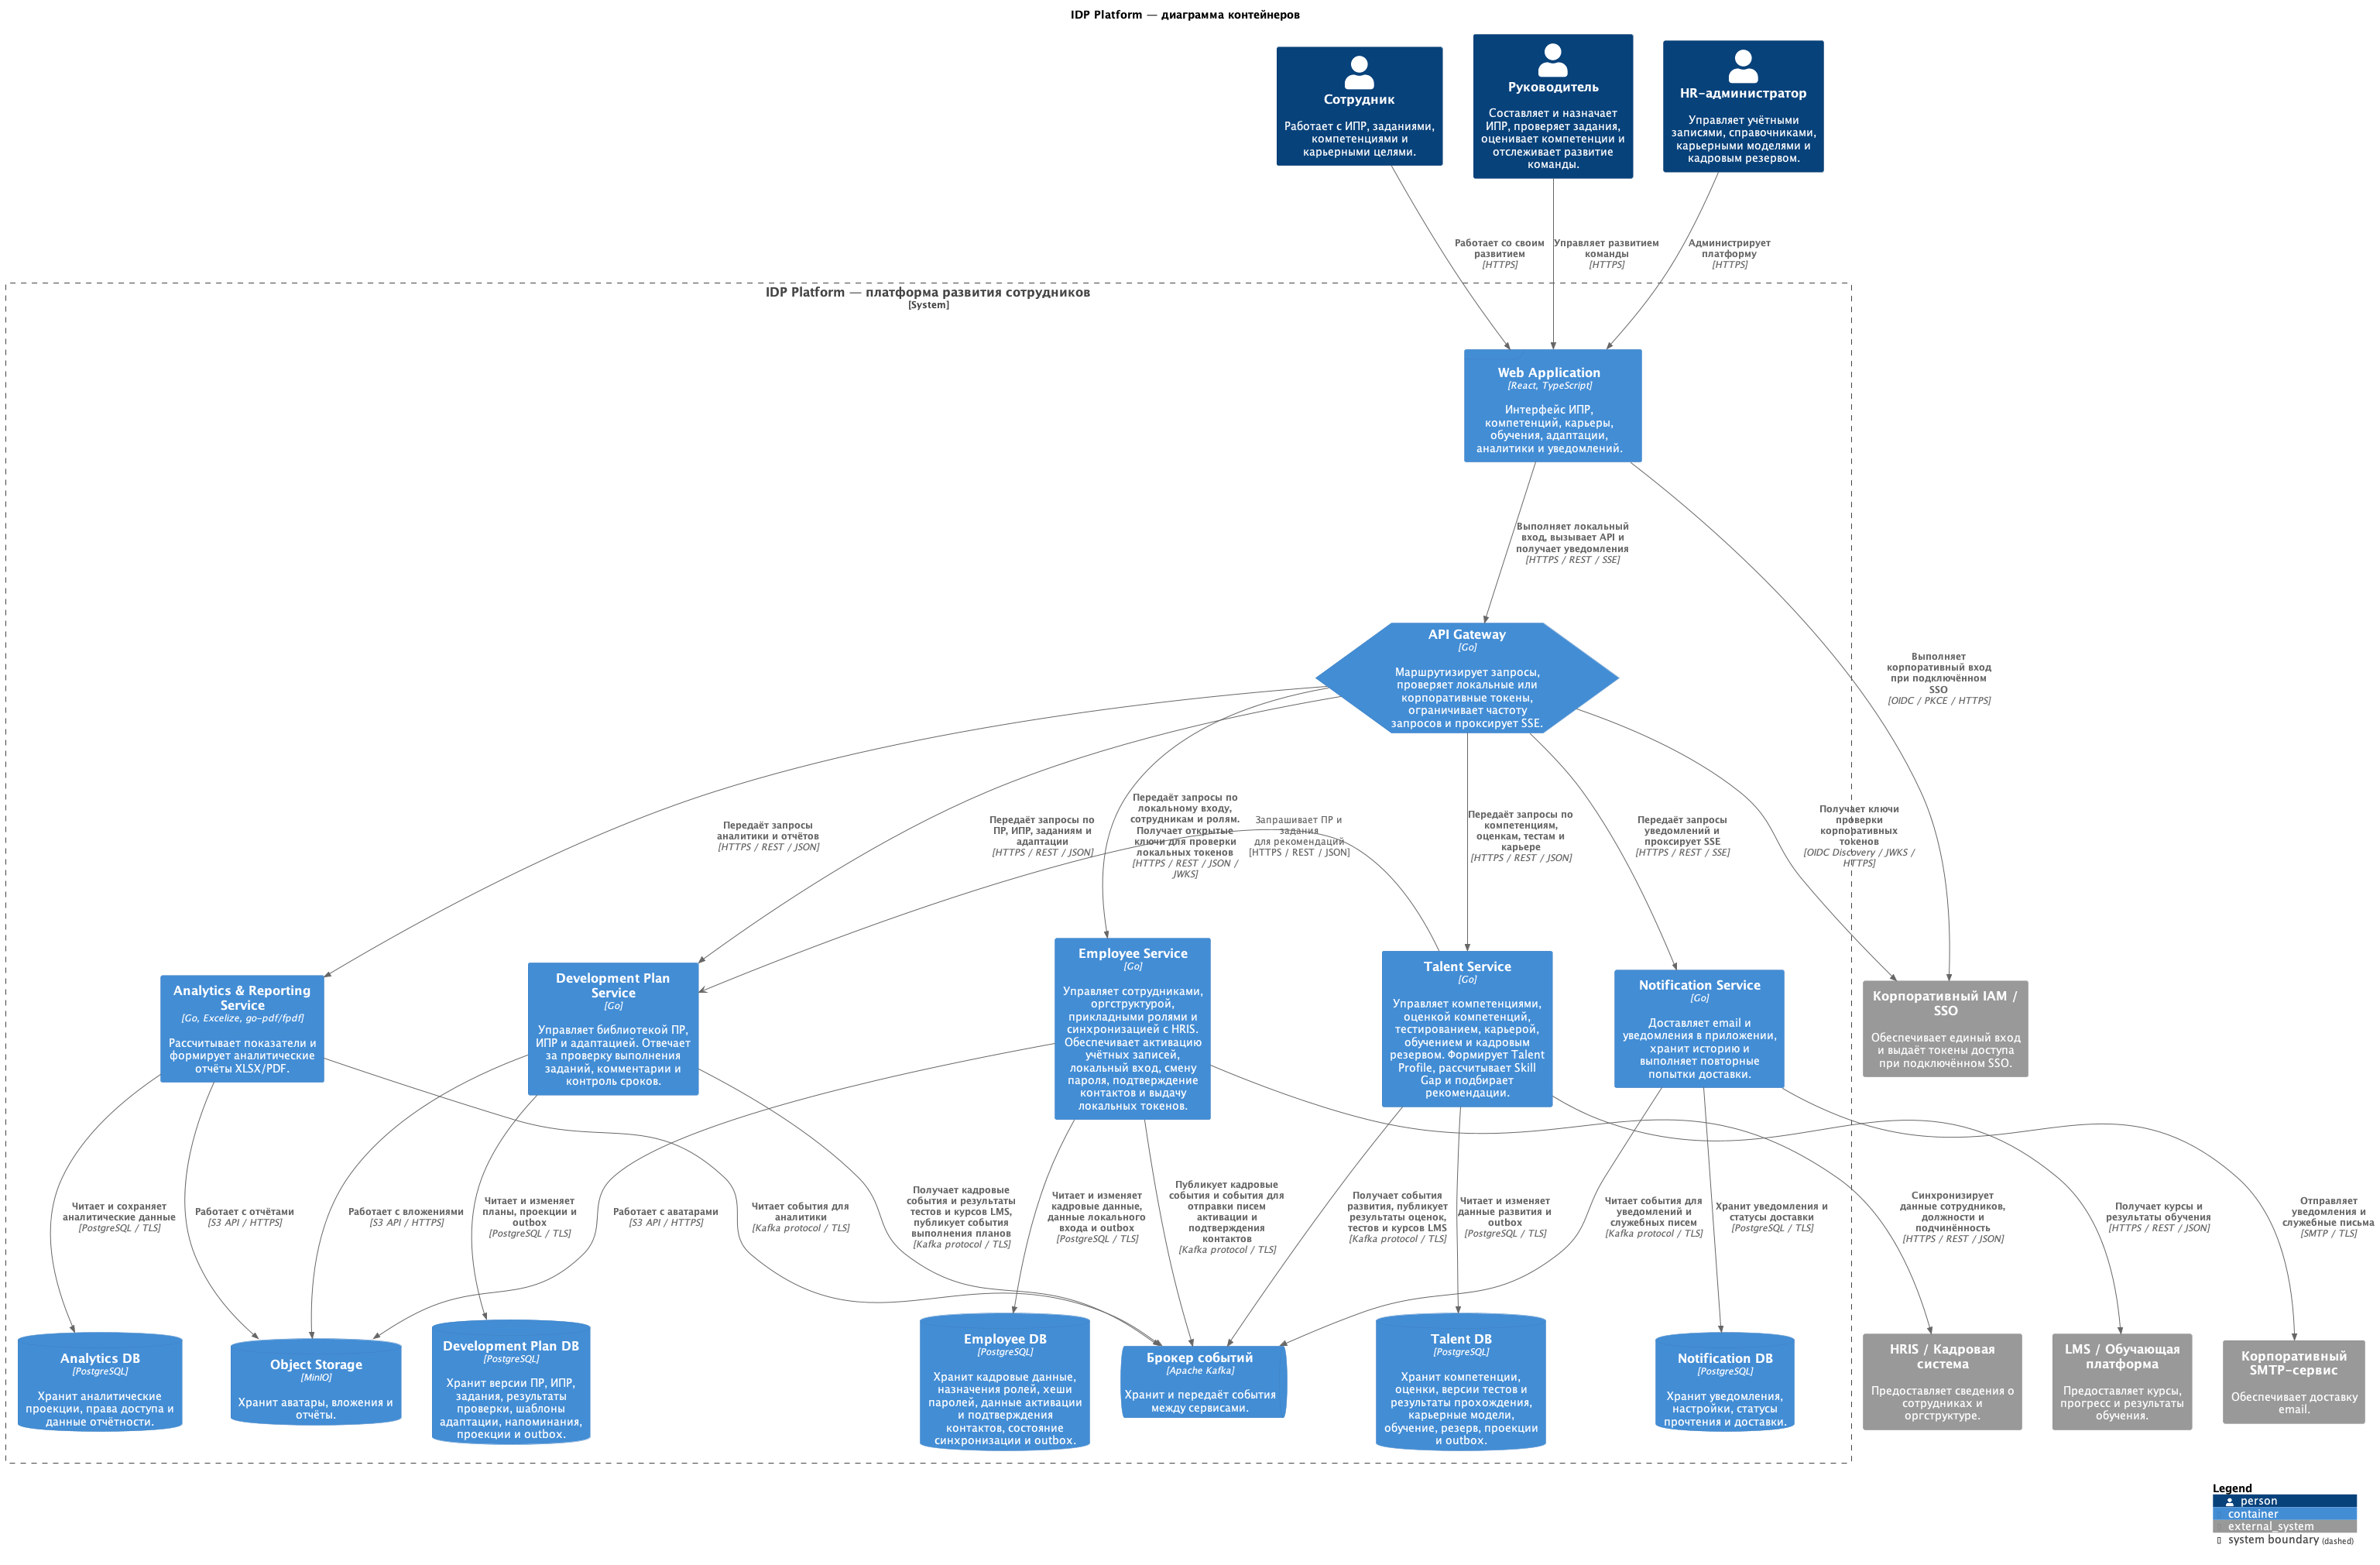 IDP Platform — диаграмма контейнеров
Сотрудник
Работает с ИПР, заданиями,
компетенциями и
карьерными целями.
Руководитель
Составляет и назначает
ИПР, проверяет задания,
оценивает компетенции и
отслеживает развитие
команды.
HR-администратор
Управляет учётными
записями, справочниками,
карьерными моделями и
кадровым резервом.
Работает со своим
развитием
[HTTPS]
Управляет развитием
команды
[HTTPS]
Администрирует
платформу
[HTTPS]
IDP Platform — платформа развития сотрудников
[System]
Web Application
[React, TypeScript]
Интерфейс ИПР,
компетенций, карьеры,
обучения, адаптации,
аналитики и уведомлений.
Выполняет локальный
вход, вызывает API и
получает уведомления
[HTTPS / REST / SSE]
Выполняет
корпоративный вход
при подключённом
SSO
[OIDC / PKCE / HTTPS]
API Gateway
[Go]
Маршрутизирует запросы,
проверяет локальные или
корпоративные токены,
ограничивает частоту
запросов и проксирует SSE.
Передаёт запросы
аналитики и отчётов
[HTTPS / REST / JSON]
Передаёт запросы по
ПР, ИПР, заданиям и
адаптации
[HTTPS / REST / JSON]
Передаёт запросы по
локальному входу,
сотрудникам и ролям.
Получает открытые
ключи для проверки
локальных токенов
[HTTPS / REST / JSON /
JWKS]
Запрашивает ПР и
задания
для рекомендаций
[HTTPS / REST / JSON]
Передаёт запросы по
компетенциям,
оценкам, тестам и
карьере
[HTTPS / REST / JSON]
Передаёт запросы
уведомлений и
проксирует SSE
[HTTPS / REST / SSE]
Получает ключи
проверки
корпоративных
токенов
[OIDC Discovery / JWKS /
HTTPS]
Analytics & Reporting
Service
[Go, Excelize, go-pdf/fpdf]
Рассчитывает показатели и
формирует аналитические
отчёты XLSX/PDF.
Development Plan
Service
[Go]
Управляет библиотекой ПР,
ИПР и адаптацией. Отвечает
за проверку выполнения
заданий, комментарии и
контроль сроков.
Employee Service
[Go]
Управляет сотрудниками,
оргструктурой,
прикладными ролями и
синхронизацией с HRIS.
Обеспечивает активацию
учётных записей,
локальный вход, смену
пароля, подтверждение
контактов и выдачу
локальных токенов.
Talent Service
[Go]
Управляет компетенциями,
оценкой компетенций,
тестированием, карьерой,
обучением и кадровым
резервом. Формирует Talent
Profile, рассчитывает Skill
Gap и подбирает
рекомендации.
Notification Service
[Go]
Доставляет email и
уведомления в приложении,
хранит историю и
выполняет повторные
попытки доставки.
Корпоративный IAM /
SSO
Обеспечивает единый вход
и выдаёт токены доступа
при подключённом SSO.
Читает и сохраняет
аналитические данные
[PostgreSQL / TLS]
Работает с отчётами
[S3 API / HTTPS]
Работает с вложениями
[S3 API / HTTPS]
Читает и изменяет
планы, проекции и
outbox
[PostgreSQL / TLS]
Работает с аватарами
[S3 API / HTTPS]
Читает события для
аналитики
[Kafka protocol / TLS]
Получает кадровые
события и результаты
тестов и курсов LMS,
публикует события
выполнения планов
[Kafka protocol / TLS]
Читает и изменяет
кадровые данные,
данные локального
входа и outbox
[PostgreSQL / TLS]
Публикует кадровые
события и события для
отправки писем
активации и
подтверждения
контактов
[Kafka protocol / TLS]
Получает события
развития, публикует
результаты оценок,
тестов и курсов LMS
[Kafka protocol / TLS]
Читает и изменяет
данные развития и
outbox
[PostgreSQL / TLS]
Читает события для
уведомлений и
служебных писем
[Kafka protocol / TLS]
Хранит уведомления и
статусы доставки
[PostgreSQL / TLS]
Синхронизирует
данные сотрудников,
должности и
подчинённость
[HTTPS / REST / JSON]
Получает курсы и
результаты обучения
[HTTPS / REST / JSON]
Отправляет
уведомления и
служебные письма
[SMTP / TLS]
Analytics DB
[PostgreSQL]
Хранит аналитические
проекции, права доступа и
данные отчётности.
Object Storage
[MinIO]
Хранит аватары, вложения и
отчёты.
Development Plan DB
[PostgreSQL]
Хранит версии ПР, ИПР,
задания, результаты
проверки, шаблоны
адаптации, напоминания,
проекции и outbox.
Employee DB
[PostgreSQL]
Хранит кадровые данные,
назначения ролей, хеши
паролей, данные активации
и подтверждения
контактов, состояние
синхронизации и outbox.
Брокер событий
[Apache Kafka]
Хранит и передаёт события
между сервисами.
Talent DB
[PostgreSQL]
Хранит компетенции,
оценки, версии тестов и
результаты прохождения,
карьерные модели,
обучение, резерв, проекции
и outbox.
Notification DB
[PostgreSQL]
Хранит уведомления,
настройки, статусы
прочтения и доставки.
HRIS / Кадровая
система
Предоставляет сведения о
сотрудниках и
оргструктуре.
LMS / Обучающая
платформа
Предоставляет курсы,
прогресс и результаты
обучения.
Корпоративный
SMTP-сервис
Обеспечивает доставку
email.
Legend
person
container
external_system
system boundary (dashed)